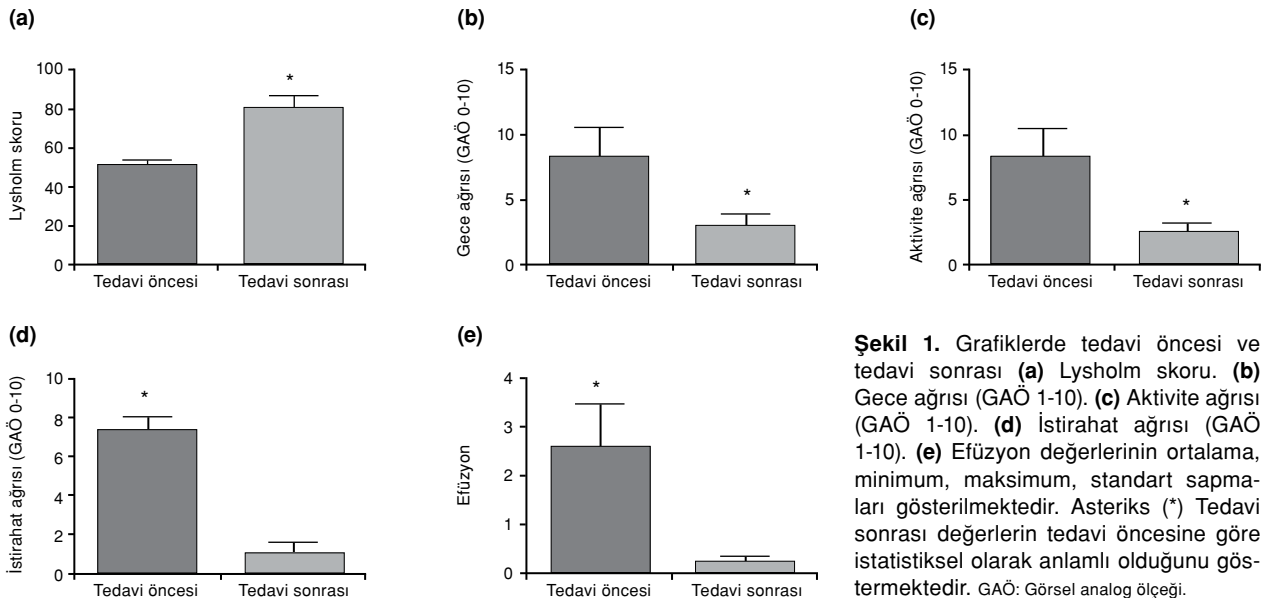 (a)
100
80
60
40
20
0
Lysholm skoru
*
Tedavi öncesi
Tedavi sonrası
(b)
15
10
5
0
Gece ağrısı (GAÖ 0-10)
*
Tedavi öncesi
Tedavi sonrası
(c)
15
10
5
0
Aktivite ağrısı (GAÖ 0-10)
*
Tedavi öncesi
Tedavi sonrası
(d)
10
8
6
4
2
0
İstirahat ağrısı (GAÖ 0-10)
*
Tedavi öncesi
Tedavi sonrası
(e)
4
3
2
1
0
Efüzyon
*
Tedavi öncesi
Tedavi sonrası
Şekil 1. Grafiklerde tedavi öncesi ve
tedavi sonrası (a) Lysholm skoru. (b)
Gece ağrısı (GAÖ 1-10). (c) Aktivite ağrısı
(GAÖ 1-10). (d) İstirahat ağrısı (GAÖ
1-10). (e) Efüzyon değerlerinin ortalama,
minimum, maksimum, standart sapma-
ları gösterilmektedir. Asteriks (*) Tedavi
sonrası değerlerin tedavi öncesine göre
istatistiksel olarak anlamlı olduğunu gös-
termektedir. GAÖ: Görsel analog ölçeği.